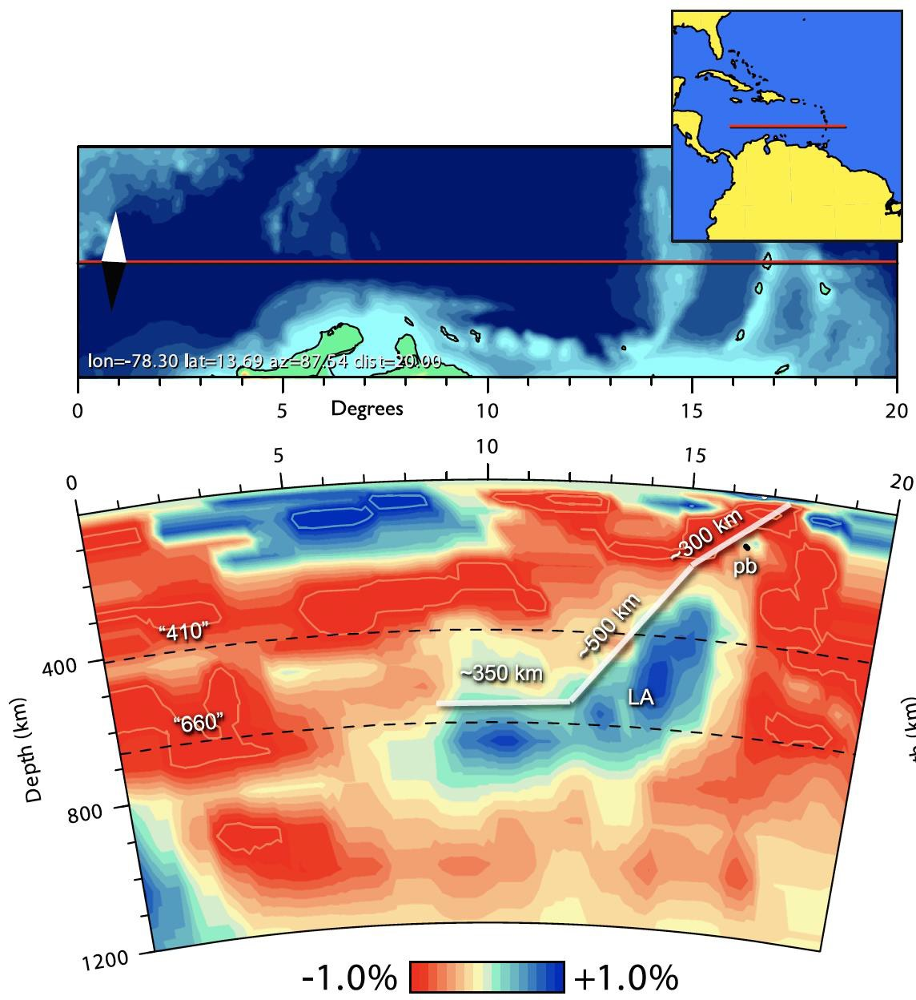 lon=-78.30 lat=13.69 az=87.54 dist=20.00
0 5 Degrees 10 15 20
0 5 10 15 20
~300 km
pb
~500 km
"410"
400
~350 km
LA
"660"
Depth (km)
800
1200
-1.0% +1.0%